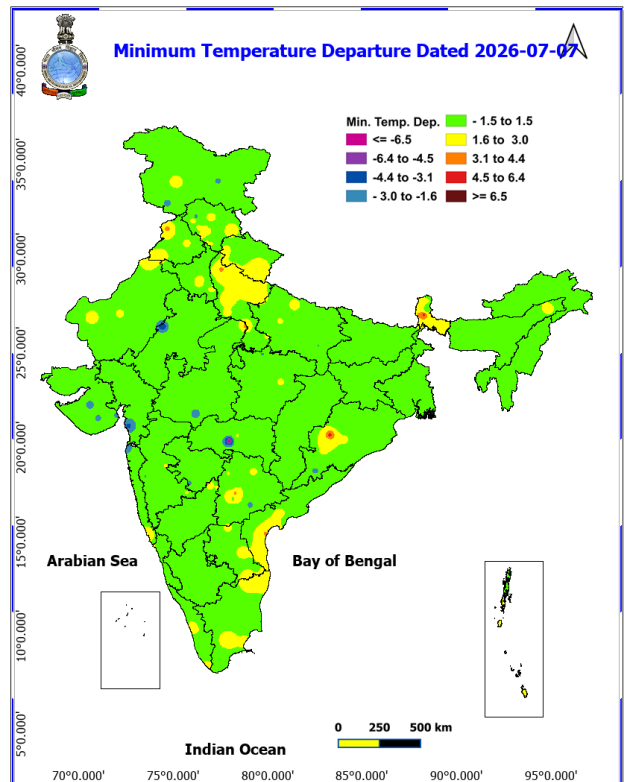 Minimum Temperature Departure Dated 2026-07-07
40°0.000'
35°0.000'
30°0.000'
25°0.000'
20°0.000'
15°0.000'
10°0.000'
5°0.000'
Min. Temp. Dep.
<= -6.5
-6.4 to -4.5
-4.4 to -3.1
- 3.0 to -1.6
- 1.5 to 1.5
1.6 to 3.0
3.1 to 4.4
4.5 to 6.4
>= 6.5
Arabian Sea
Bay of Bengal
Indian Ocean
0 250 500 km
70°0.000' 75°0.000' 80°0.000' 85°0.000' 90°0.000' 95°0.000'